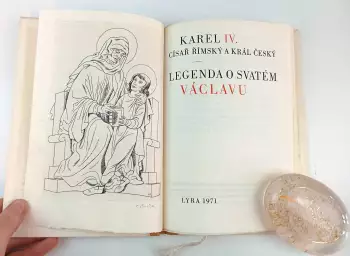 KAREL IV.
CÍSAŘ ŘÍMSKÝ A KRÁL ČESKÝ
LEGENDA O SVATÉM
VÁCLAVU
LYRA 1971